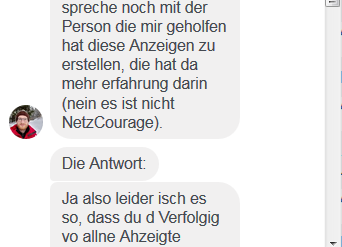 spreche noch mit der
Person die mir geholfen
hat diese Anzeigen zu
erstellen, die hat da
mehr erfahrung darin
(nein es ist nicht
NetzCourage).
Die Antwort:
Ja also leider isch es
so, dass du d Verfolgig
vo allne Ahzeigte